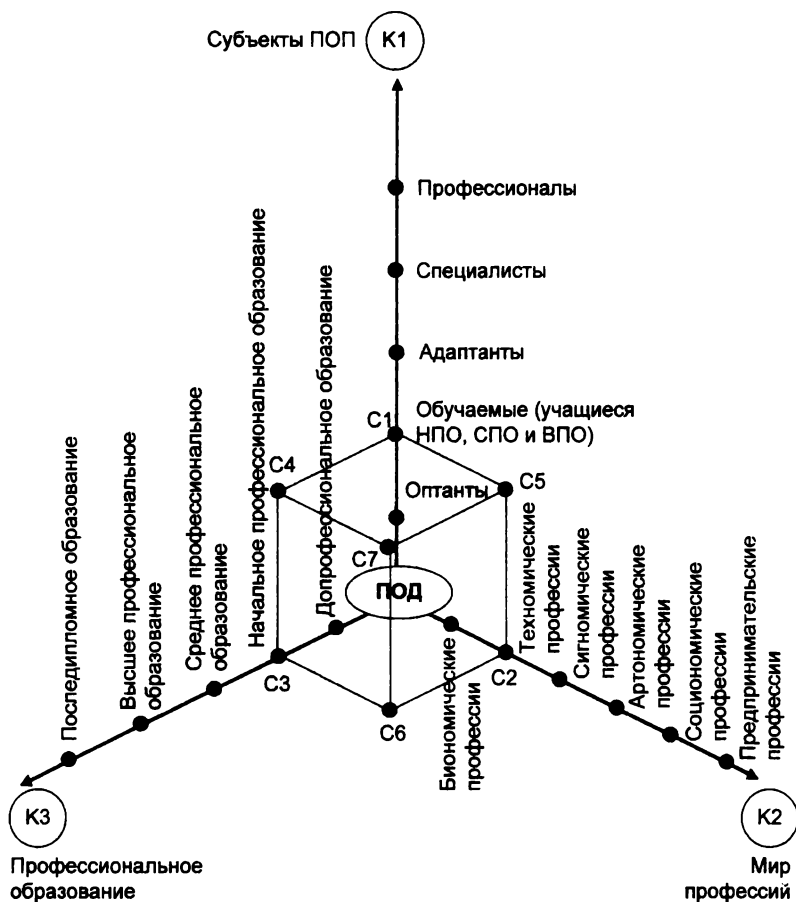 Субъекты ПОП
К1
Профессионалы
Специалисты
Адаптанты
С1
Обучаемые (учащиеся
НПО, СПО и ВПО)
Оптанты
С4
С5
С7
ПОД
С3
С6
С2
Последипломное образование
Высшее профессиональное
образование
Среднее профессиональное
образование
Начальное профессиональное образование
Допрофессиональное образование
Биономические
профессии
Техномические
профессии
Сигномические
профессии
Артономические
профессии
Социономические
профессии
Предпринимательские
профессии
К3
Профессиональное
образование
К2
Мир
профессий